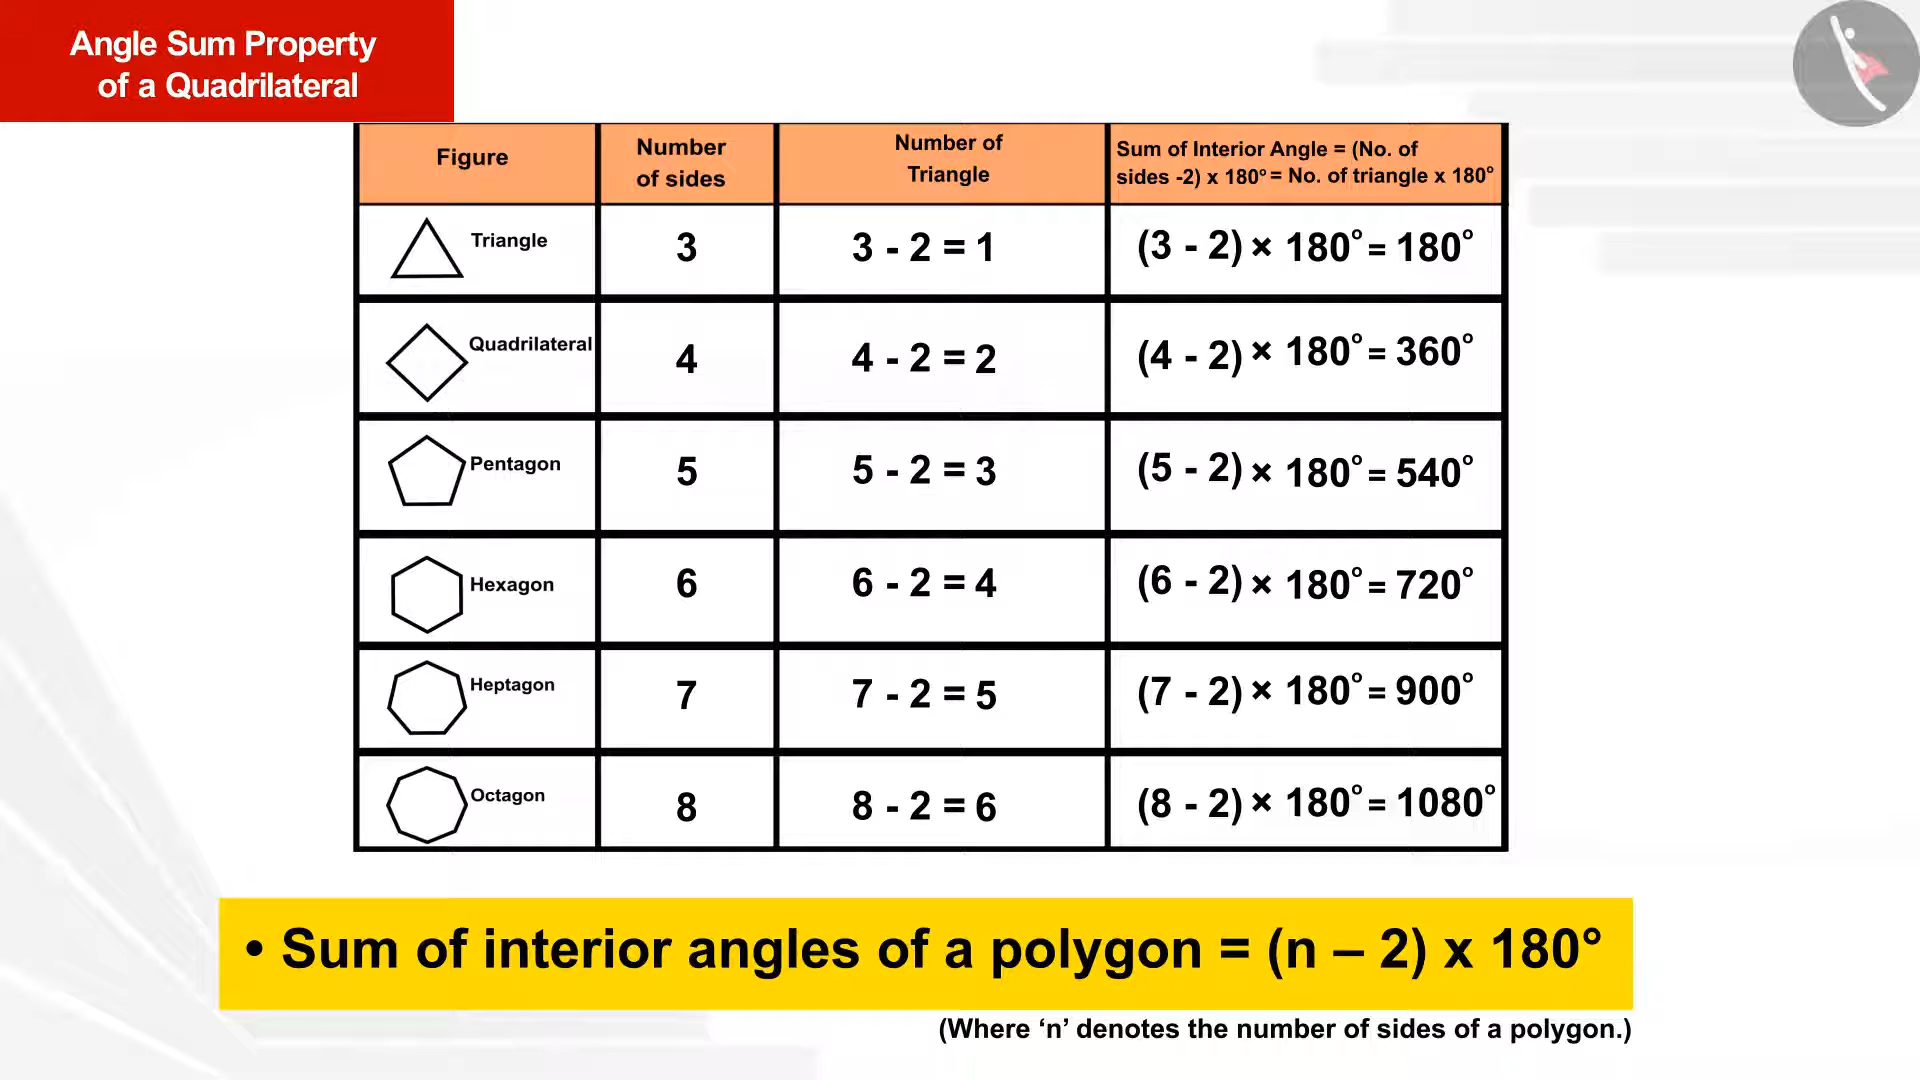 Angle Sum Property
of a Quadrilateral
Figure
Number
of sides
Number of
Triangle
Sum of Interior Angle = (No. of
sides -2) x 180° = No. of triangle x 180°
Triangle
3
3 - 2 = 1
(3 - 2) × 180° = 180°
Quadrilateral
4
4 - 2 = 2
(4 - 2) × 180° = 360°
Pentagon
5
5 - 2 = 3
(5 - 2) × 180° = 540°
Hexagon
6
6 - 2 = 4
(6 - 2) × 180° = 720°
Heptagon
7
7 - 2 = 5
(7 - 2) × 180° = 900°
Octagon
8
8 - 2 = 6
(8 - 2) × 180° = 1080°
• Sum of interior angles of a polygon = (n – 2) x 180°
(Where ‘n’ denotes the number of sides of a polygon.)